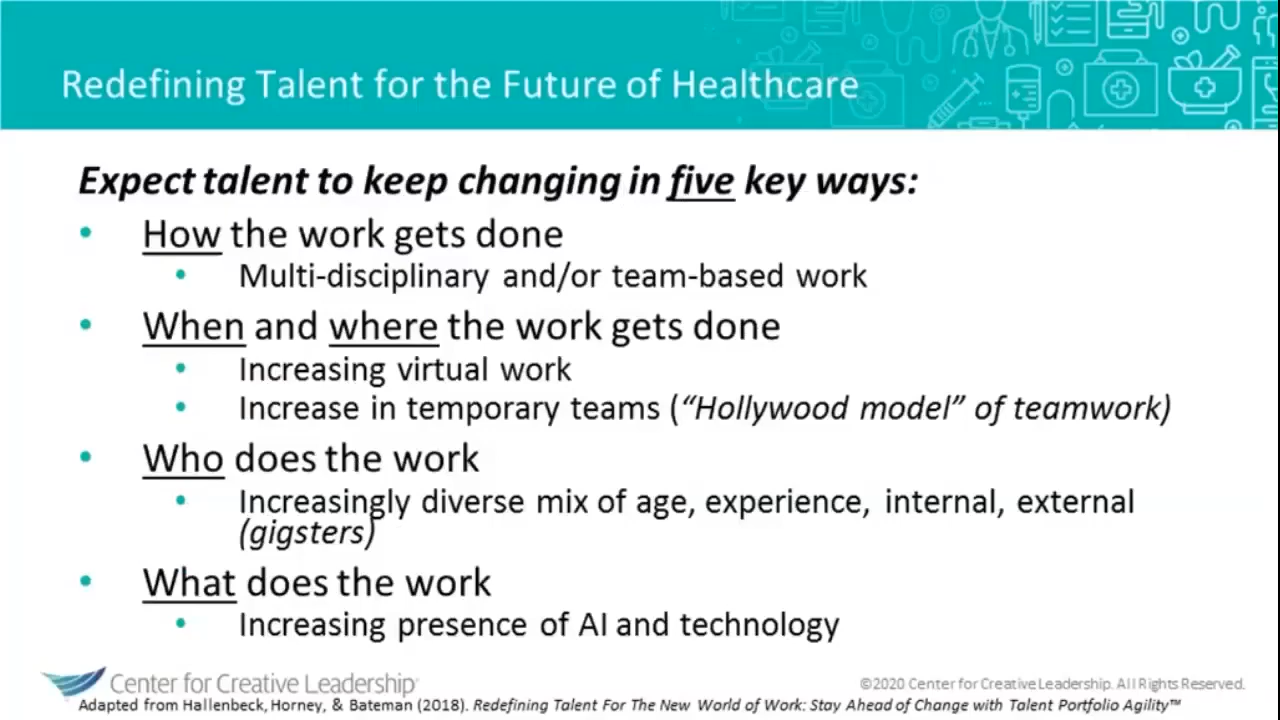 Redefining Talent for the Future of Healthcare
Expect talent to keep changing in five key ways:
• How the work gets done
• Multi-disciplinary and/or team-based work
• When and where the work gets done
• Increasing virtual work
• Increase in temporary teams (“Hollywood model” of teamwork)
• Who does the work
• Increasingly diverse mix of age, experience, internal, external
(gigsters)
• What does the work
• Increasing presence of AI and technology
Center for Creative Leadership
©2020 Center for Creative Leadership. All Rights Reserved.
Adapted from Hallenbeck, Horney, & Bateman (2018). Redefining Talent For The New World of Work: Stay Ahead of Change with Talent Portfolio Agility™